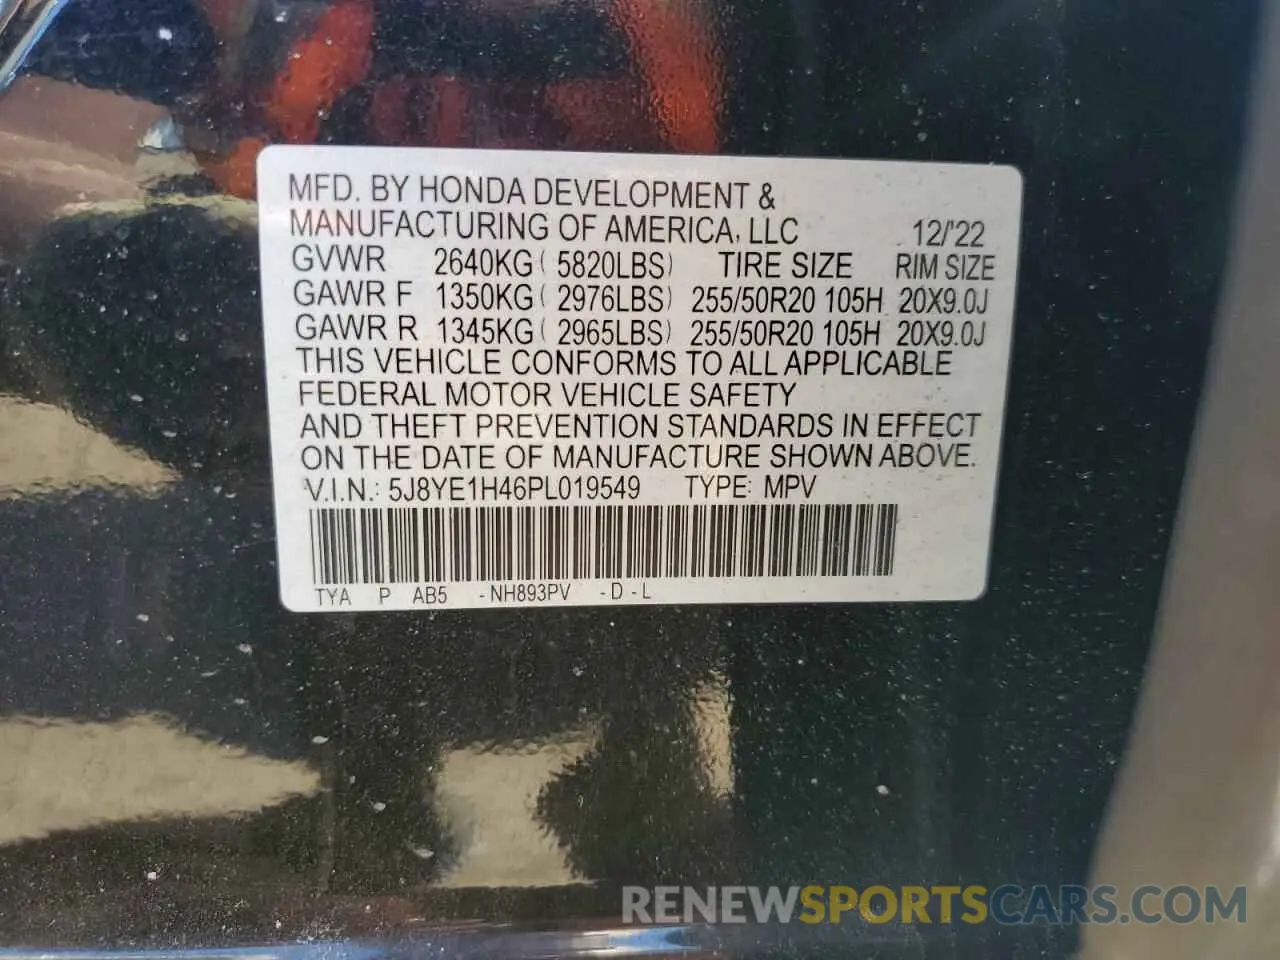 MFD. BY HONDA DEVELOPMENT &
MANUFACTURING OF AMERICA, LLC 12/'22
GVWR 2640KG ( 5820LBS) TIRE SIZE RIM SIZE
GAWR F 1350KG ( 2976LBS) 255/50R20 105H 20X9.0J
GAWR R 1345KG ( 2965LBS) 255/50R20 105H 20X9.0J
THIS VEHICLE CONFORMS TO ALL APPLICABLE
FEDERAL MOTOR VEHICLE SAFETY
AND THEFT PREVENTION STANDARDS IN EFFECT
ON THE DATE OF MANUFACTURE SHOWN ABOVE.
V.I.N.: 5J8YE1H46PL019549 TYPE: MPV
TYA P AB5 -NH893PV -D-L
RENEWSPORTSCARS.COM